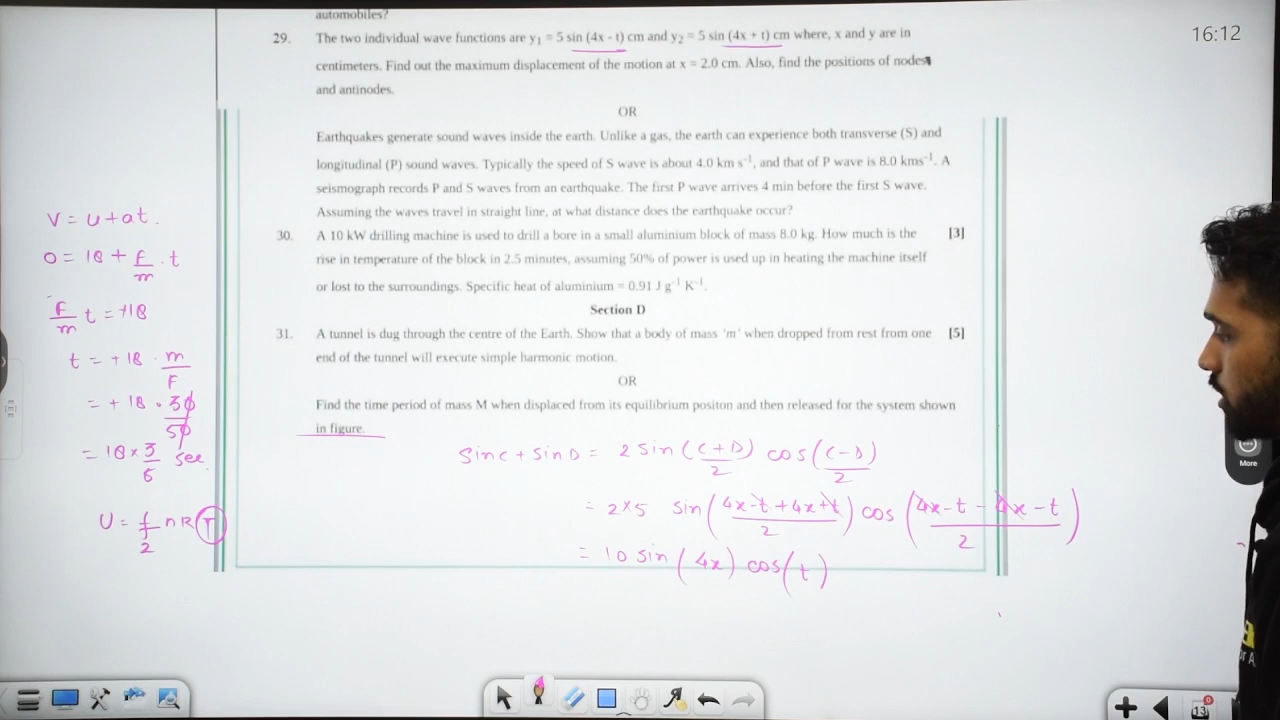 automobiles?
16:12
29. The two individual wave functions are y₁ = 5 sin (4x - t) cm and y₂ = 5 sin (4x + t) cm where, x and y are in
centimeters. Find out the maximum displacement of the motion at x = 2.0 cm. Also, find the positions of nodes
and antinodes.
OR
Earthquakes generate sound waves inside the earth. Unlike a gas, the earth can experience both transverse (S) and
longitudinal (P) sound waves. Typically the speed of S wave is about 4.0 km s⁻¹, and that of P wave is 8.0 kms⁻¹. A
seismograph records P and S waves from an earthquake. The first P wave arrives 4 min before the first S wave.
Assuming the waves travel in straight line, at what distance does the earthquake occur?
30. A 10 kW drilling machine is used to drill a bore in a small aluminium block of mass 8.0 kg. How much is the [3]
rise in temperature of the block in 2.5 minutes, assuming 50% of power is used up in heating the machine itself
or lost to the surroundings. Specific heat of aluminium = 0.91 J g⁻¹ K⁻¹.
Section D
31. A tunnel is dug through the centre of the Earth. Show that a body of mass 'm' when dropped from rest from one [5]
end of the tunnel will execute simple harmonic motion.
OR
Find the time period of mass M when displaced from its equilibrium positon and then released for the system shown
in figure.
V = u + at.
0 = 18 + F/m . t
F/m t = +18
t = + 18 . m/F
= + 18 . 30/50
= 18 × 3/5 sec
U = f/2 nRT
sin C + sin D = 2 sin (C + D)/2 cos (C - D)/2
= 2×5 sin ((4x - t + 4x + t)/2) cos ((4x - t - 4x - t)/2)
= 10 sin (4x) cos (t)
More
13